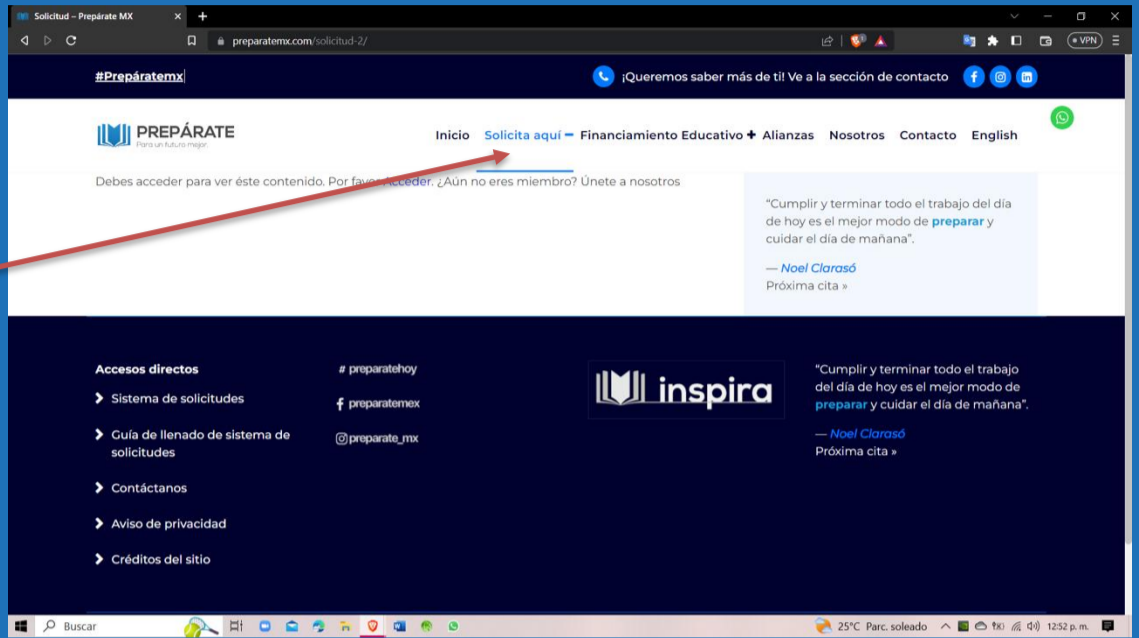 Solicitud – Prepárate MX
preparatemx.com/solicitud-2/
VPN
#Prepáratemx
¡Queremos saber más de ti! Ve a la sección de contacto
PREPÁRATE
Para un futuro mejor.
Inicio Solicita aquí Financiamiento Educativo Alianzas Nosotros Contacto English
Debes acceder para ver éste contenido. Por favor Acceder. ¿Aún no eres miembro? Únete a nosotros
"Cumplir y terminar todo el trabajo del día
de hoy es el mejor modo de preparar y
cuidar el día de mañana".
— Noel Clarasó
Próxima cita »
Accesos directos
Sistema de solicitudes
Guía de llenado de sistema de
solicitudes
Contáctanos
Aviso de privacidad
Créditos del sitio
# preparatehoy
preparatemex
preparate_mx
inspira
"Cumplir y terminar todo el trabajo
del día de hoy es el mejor modo de
preparar y cuidar el día de mañana".
— Noel Clarasó
Próxima cita »
Buscar
25°C Parc. soleado
12:52 p. m.